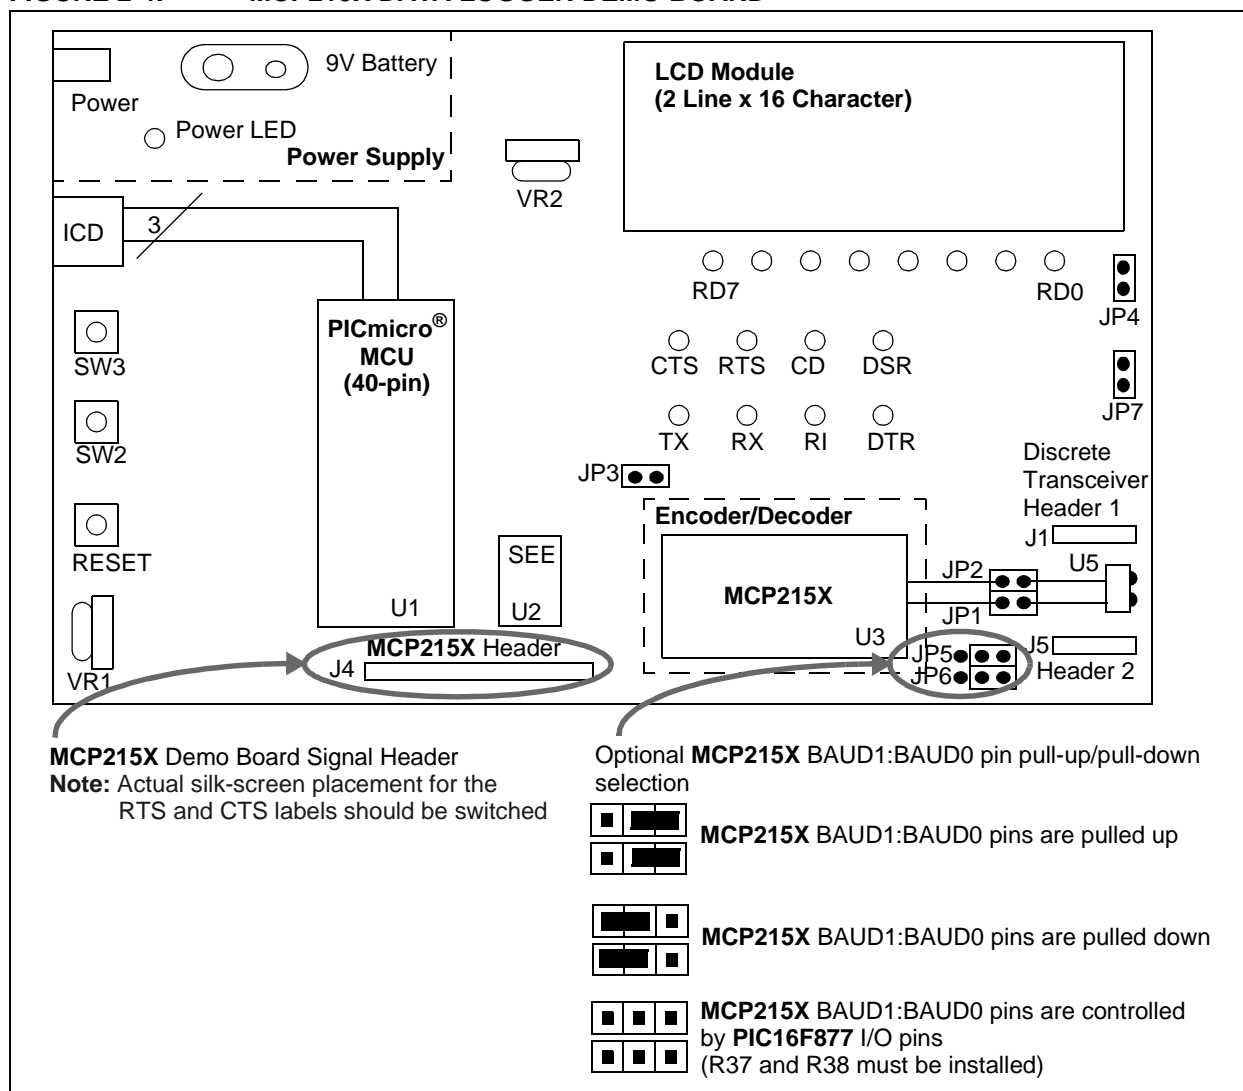 9V Battery
Power
Power LED
Power Supply
VR2
LCD Module
(2 Line x 16 Character)
ICD
3
RD7
RD0
JP4
PICmicro®
MCU
(40-pin)
SW3
CTS RTS CD DSR
JP7
SW2
TX RX RI DTR
JP3
Discrete
Transceiver
Header 1
RESET
Encoder/Decoder
J1
SEE
JP2
U5
MCP215X
U1
U2
JP1
U3
MCP215X Header
J4
JP5
J5
VR1
JP6
Header 2
MCP215X Demo Board Signal Header
Note: Actual silk-screen placement for the
RTS and CTS labels should be switched
Optional MCP215X BAUD1:BAUD0 pin pull-up/pull-down
selection
MCP215X BAUD1:BAUD0 pins are pulled up
MCP215X BAUD1:BAUD0 pins are pulled down
MCP215X BAUD1:BAUD0 pins are controlled
by PIC16F877 I/O pins
(R37 and R38 must be installed)